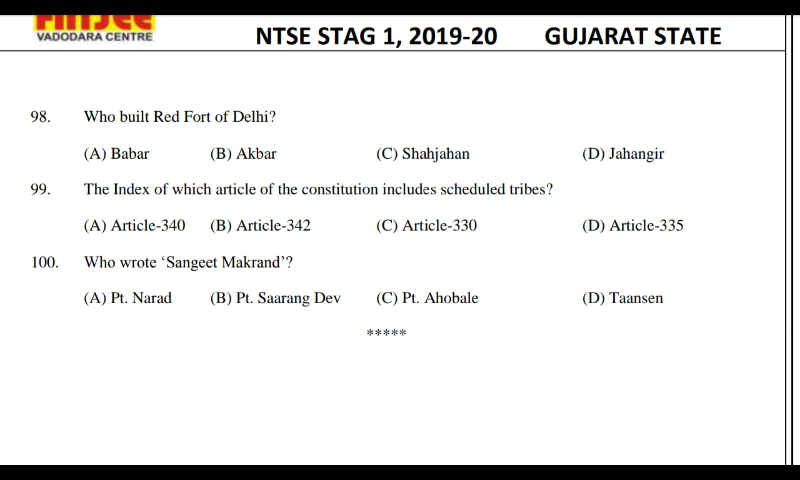 FIITJEE
VADODARA CENTRE
NTSE STAG 1, 2019-20 GUJARAT STATE
98. Who built Red Fort of Delhi?
(A) Babar (B) Akbar (C) Shahjahan (D) Jahangir
99. The Index of which article of the constitution includes scheduled tribes?
(A) Article-340 (B) Article-342 (C) Article-330 (D) Article-335
100. Who wrote ‘Sangeet Makrand’?
(A) Pt. Narad (B) Pt. Saarang Dev (C) Pt. Ahobale (D) Taansen
*****